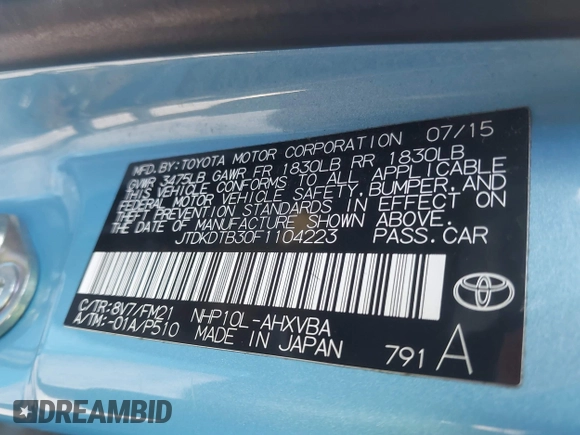 MFD.BY:TOYOTA MOTOR CORPORATION 07/15
GVWR 3475LB GAWR FR 1830LB RR 1830LB
THIS VEHICLE CONFORMS TO ALL APPLICABLE
FEDERAL MOTOR VEHICLE SAFETY,BUMPER,AND
THEFT PREVENTION STANDARDS IN EFFECT ON
THE DATE OF MANUFACTURE SHOWN ABOVE.
JTDKDTB30F1104223 PASS.CAR
C/TR:8V7/FM21 NHP10L-AHXVBA
A/TM:-01A/P510 MADE IN JAPAN 791 A
DREAMBID